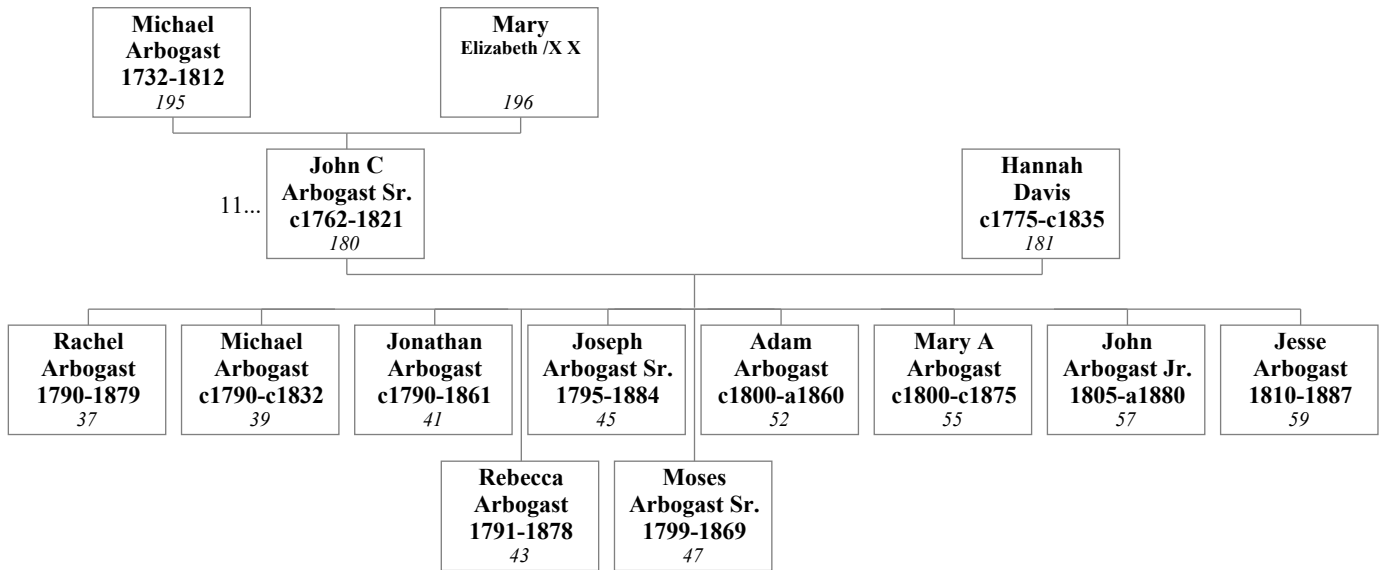 Michael
Arbogast
1732-1812
195
Mary
Elizabeth /X X
196
11...
John C
Arbogast Sr.
c1762-1821
180
Hannah
Davis
c1775-c1835
181
Rachel
Arbogast
1790-1879
37
Michael
Arbogast
c1790-c1832
39
Jonathan
Arbogast
c1790-1861
41
Joseph
Arbogast Sr.
1795-1884
45
Adam
Arbogast
c1800-a1860
52
Mary A
Arbogast
c1800-c1875
55
John
Arbogast Jr.
1805-a1880
57
Jesse
Arbogast
1810-1887
59
Rebecca
Arbogast
1791-1878
43
Moses
Arbogast Sr.
1799-1869
47